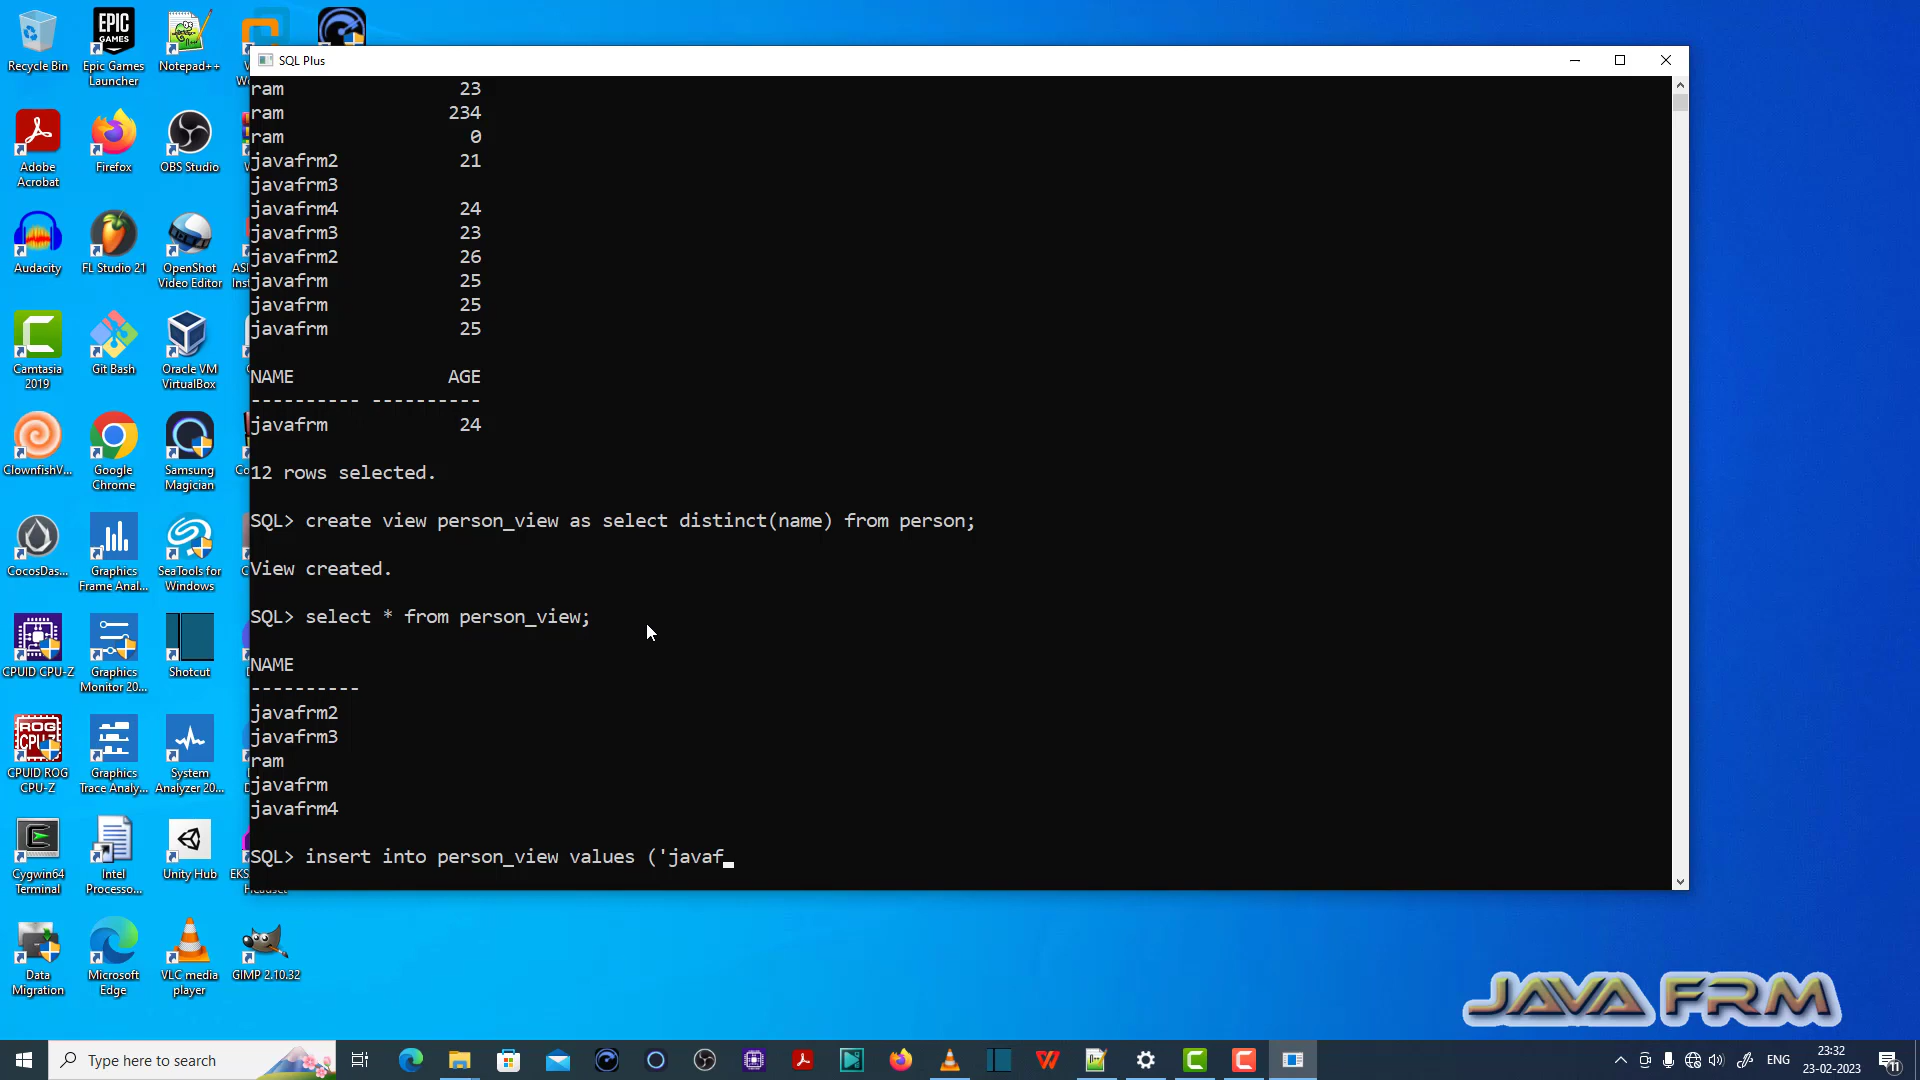 SQL Plus
ram 23
ram 234
ram 0
javafrm2 21
javafrm3
javafrm4 24
javafrm3 23
javafrm2 26
javafrm 25
javafrm 25
javafrm 25
NAME AGE
---------- ----------
javafrm 24
12 rows selected.
SQL> create view person_view as select distinct(name) from person;
View created.
SQL> select * from person_view;
NAME
----------
javafrm2
javafrm3
ram
javafrm
javafrm4
SQL> insert into person_view values ('javaf_
Recycle Bin
EPIC GAMES
Epic Games Launcher
Notepad++
Adobe Acrobat
Firefox
OBS Studio
Audacity
FL Studio 21
OpenShot Video Editor
Camtasia 2019
Git Bash
Oracle VM VirtualBox
ClownfishV...
Google Chrome
Samsung Magician
CocosDas...
Graphics Frame Anal...
SeaTools for Windows
CPUID CPU-Z
Graphics Monitor 20...
Shotcut
ROG CPU-Z
CPUID ROG CPU-Z
Graphics Trace Analy...
System Analyzer 20...
Cygwin64 Terminal
Intel Processo...
Unity Hub
Data Migration
Microsoft Edge
VLC media player
GIMP 2.10.32
JAVA FRM
Type here to search
ENG
23:32
23-02-2023
11